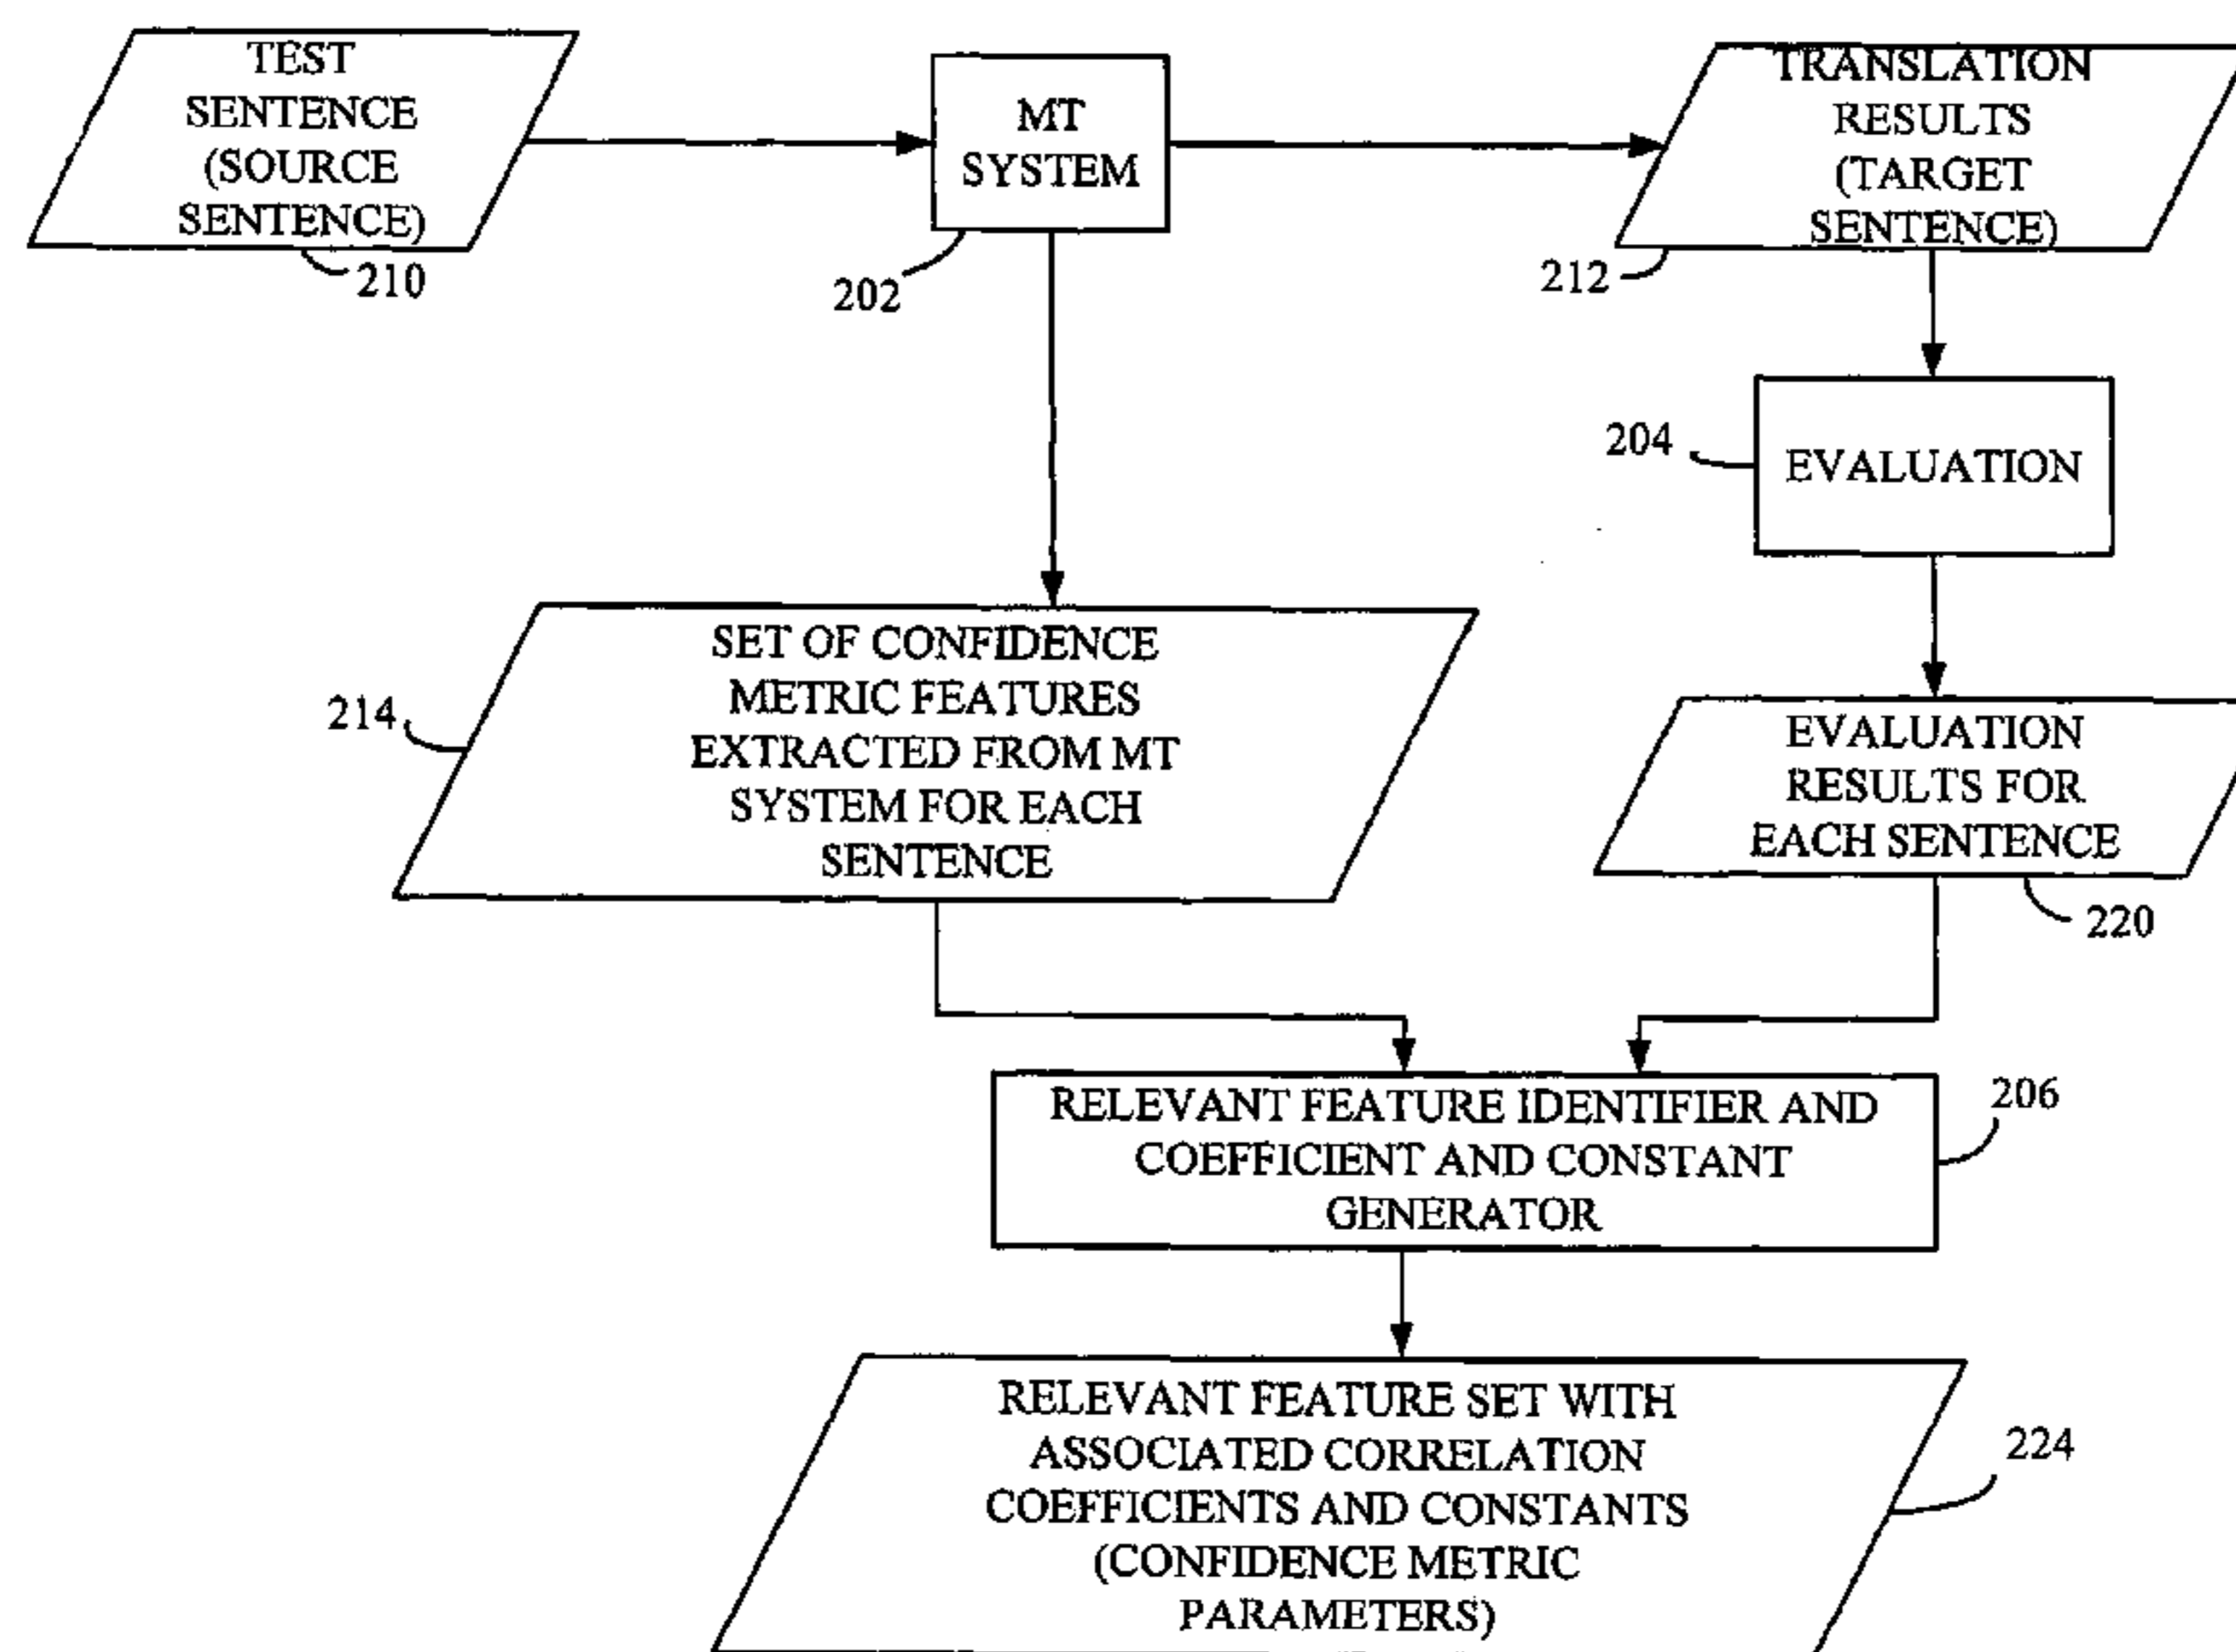 TEST
SENTENCE
(SOURCE
SENTENCE)
210
MT
SYSTEM
202
TRANSLATION
RESULTS
(TARGET
SENTENCE)
212
204
EVALUATION
214
SET OF CONFIDENCE
METRIC FEATURES
EXTRACTED FROM MT
SYSTEM FOR EACH
SENTENCE
EVALUATION
RESULTS FOR
EACH SENTENCE
220
RELEVANT FEATURE IDENTIFIER AND
COEFFICIENT AND CONSTANT
GENERATOR
206
RELEVANT FEATURE SET WITH
ASSOCIATED CORRELATION
COEFFICIENTS AND CONSTANTS
(CONFIDENCE METRIC
PARAMETERS)
224